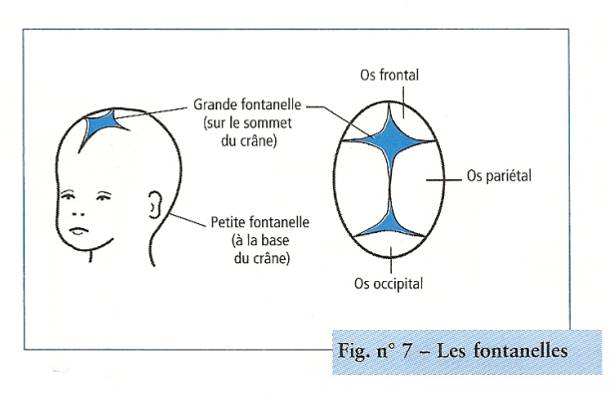 Os frontal
Grande fontanelle
(sur le sommet
du crâne)
Os pariétal
Petite fontanelle
(à la base
du crâne)
Os occipital
Fig. n° 7 – Les fontanelles